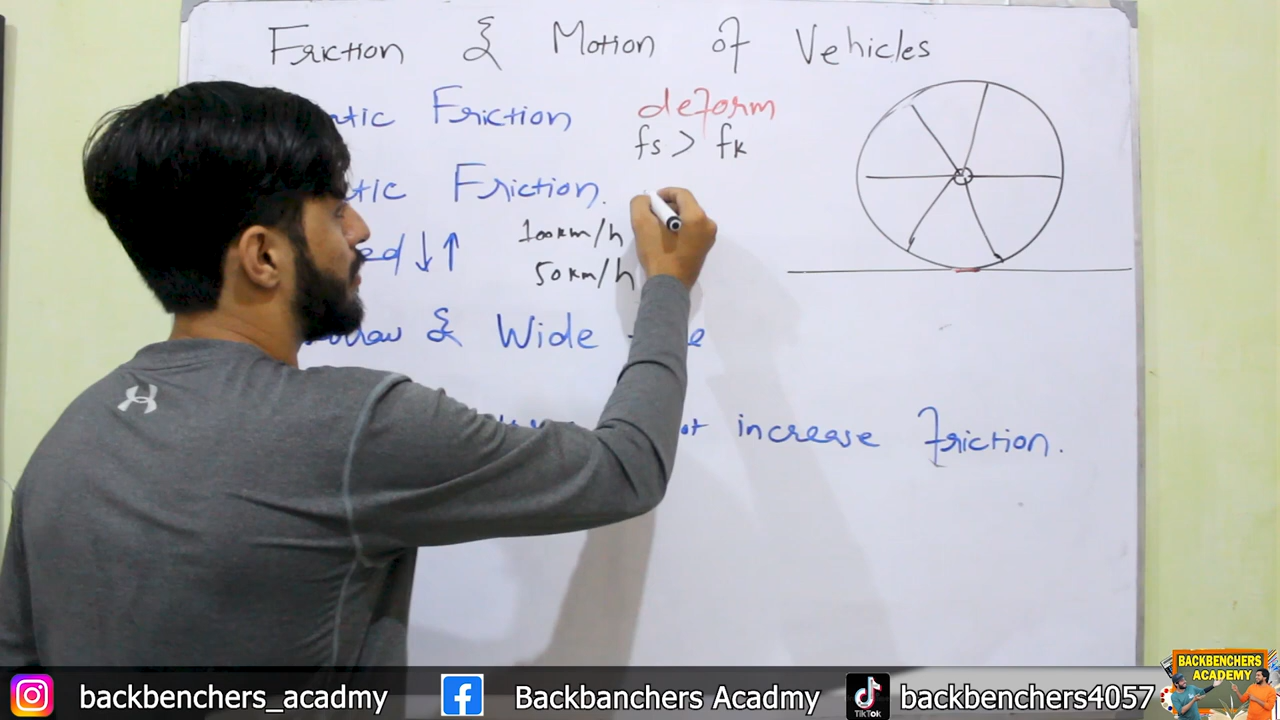 Friction & Motion of Vehicles
Friction deform
fs > fk
Friction.
↓↑ 100km/h
50km/h
& Wide
increase friction.
BACKBENCHERS
ACADEMY
backbenchers_acadmy
Backbanchers Acadmy
TikTok
backbenchers4057